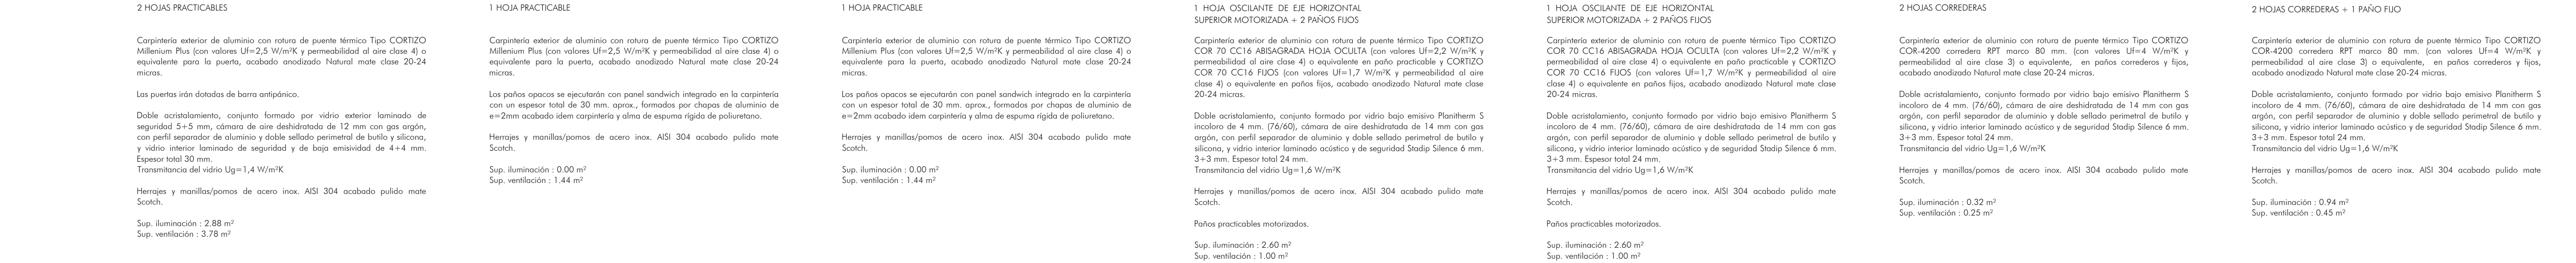 2 HOJAS PRACTICABLES
Carpintería exterior de aluminio con rotura de puente térmico Tipo CORTIZO
Millenium Plus (con valores Uf=2,5 W/m²K y permeabilidad al aire clase 4) o
equivalente para la puerta, acabado anodizado Natural mate clase 20-24
micras.
Las puertas irán dotadas de barra antipánico.
Doble acristalamiento, conjunto formado por vidrio exterior laminado de
seguridad 5+5 mm, cámara de aire deshidratada de 12 mm con gas argón,
con perfil separador de aluminio y doble sellado perimetral de butilo y silicona,
y vidrio interior laminado de seguridad y de baja emisividad de 4+4 mm.
Espesor total 30 mm.
Transmitancia del vidrio Ug=1,4 W/m²K
Herrajes y manillas/pomos de acero inox. AISI 304 acabado pulido mate
Scotch.
Sup. iluminación : 2.88 m²
Sup. ventilación : 3.78 m²
1 HOJA PRACTICABLE
Carpintería exterior de aluminio con rotura de puente térmico Tipo CORTIZO
Millenium Plus (con valores Uf=2,5 W/m²K y permeabilidad al aire clase 4) o
equivalente para la puerta, acabado anodizado Natural mate clase 20-24
micras.
Los paños opacos se ejecutarán con panel sandwich integrado en la carpintería
con un espesor total de 30 mm. aprox., formados por chapas de aluminio de
e=2mm acabado idem carpintería y alma de espuma rígida de poliuretano.
Herrajes y manillas/pomos de acero inox. AISI 304 acabado pulido mate
Scotch.
Sup. iluminación : 0.00 m²
Sup. ventilación : 1.44 m²
1 HOJA PRACTICABLE
Carpintería exterior de aluminio con rotura de puente térmico Tipo CORTIZO
Millenium Plus (con valores Uf=2,5 W/m²K y permeabilidad al aire clase 4) o
equivalente para la puerta, acabado anodizado Natural mate clase 20-24
micras.
Los paños opacos se ejecutarán con panel sandwich integrado en la carpintería
con un espesor total de 30 mm. aprox., formados por chapas de aluminio de
e=2mm acabado idem carpintería y alma de espuma rígida de poliuretano.
Herrajes y manillas/pomos de acero inox. AISI 304 acabado pulido mate
Scotch.
Sup. iluminación : 0.00 m²
Sup. ventilación : 1.44 m²
1 HOJA OSCILANTE DE EJE HORIZONTAL
SUPERIOR MOTORIZADA + 2 PAÑOS FIJOS
Carpintería exterior de aluminio con rotura de puente térmico Tipo CORTIZO
COR 70 CC16 ABISAGRADA HOJA OCULTA (con valores Uf=2,2 W/m²K y
permeabilidad al aire clase 4) o equivalente en paño practicable y CORTIZO
COR 70 CC16 FIJOS (con valores Uf=1,7 W/m²K y permeabilidad al aire
clase 4) o equivalente en paños fijos, acabado anodizado Natural mate clase
20-24 micras.
Doble acristalamiento, conjunto formado por vidrio bajo emisivo Planitherm S
incoloro de 4 mm. (76/60), cámara de aire deshidratada de 14 mm con gas
argón, con perfil separador de aluminio y doble sellado perimetral de butilo y
silicona, y vidrio interior laminado acústico y de seguridad Stadip Silence 6 mm.
3+3 mm. Espesor total 24 mm.
Transmitancia del vidrio Ug=1,6 W/m²K
Herrajes y manillas/pomos de acero inox. AISI 304 acabado pulido mate
Scotch.
Paños practicables motorizados.
Sup. iluminación : 2.60 m²
Sup. ventilación : 1.00 m²
1 HOJA OSCILANTE DE EJE HORIZONTAL
SUPERIOR MOTORIZADA + 2 PAÑOS FIJOS
Carpintería exterior de aluminio con rotura de puente térmico Tipo CORTIZO
COR 70 CC16 ABISAGRADA HOJA OCULTA (con valores Uf=2,2 W/m²K y
permeabilidad al aire clase 4) o equivalente en paño practicable y CORTIZO
COR 70 CC16 FIJOS (con valores Uf=1,7 W/m²K y permeabilidad al aire
clase 4) o equivalente en paños fijos, acabado anodizado Natural mate clase
20-24 micras.
Doble acristalamiento, conjunto formado por vidrio bajo emisivo Planitherm S
incoloro de 4 mm. (76/60), cámara de aire deshidratada de 14 mm con gas
argón, con perfil separador de aluminio y doble sellado perimetral de butilo y
silicona, y vidrio interior laminado acústico y de seguridad Stadip Silence 6 mm.
3+3 mm. Espesor total 24 mm.
Transmitancia del vidrio Ug=1,6 W/m²K
Herrajes y manillas/pomos de acero inox. AISI 304 acabado pulido mate
Scotch.
Paños practicables motorizados.
Sup. iluminación : 2.60 m²
Sup. ventilación : 1.00 m²
2 HOJAS CORREDERAS
Carpintería exterior de aluminio con rotura de puente térmico Tipo CORTIZO
COR-4200 corredera RPT marco 80 mm. (con valores Uf=4 W/m²K y
permeabilidad al aire clase 3) o equivalente, en paños correderos y fijos,
acabado anodizado Natural mate clase 20-24 micras.
Doble acristalamiento, conjunto formado por vidrio bajo emisivo Planitherm S
incoloro de 4 mm. (76/60), cámara de aire deshidratada de 14 mm con gas
argón, con perfil separador de aluminio y doble sellado perimetral de butilo y
silicona, y vidrio interior laminado acústico y de seguridad Stadip Silence 6 mm.
3+3 mm. Espesor total 24 mm.
Transmitancia del vidrio Ug=1,6 W/m²K
Herrajes y manillas/pomos de acero inox. AISI 304 acabado pulido mate
Scotch.
Sup. iluminación : 0.32 m²
Sup. ventilación : 0.25 m²
2 HOJAS CORREDERAS + 1 PAÑO FIJO
Carpintería exterior de aluminio con rotura de puente térmico Tipo CORTIZO
COR-4200 corredera RPT marco 80 mm. (con valores Uf=4 W/m²K y
permeabilidad al aire clase 3) o equivalente, en paños correderos y fijos,
acabado anodizado Natural mate clase 20-24 micras.
Doble acristalamiento, conjunto formado por vidrio bajo emisivo Planitherm S
incoloro de 4 mm. (76/60), cámara de aire deshidratada de 14 mm con gas
argón, con perfil separador de aluminio y doble sellado perimetral de butilo y
silicona, y vidrio interior laminado acústico y de seguridad Stadip Silence 6 mm.
3+3 mm. Espesor total 24 mm.
Transmitancia del vidrio Ug=1,6 W/m²K
Herrajes y manillas/pomos de acero inox. AISI 304 acabado pulido mate
Scotch.
Sup. iluminación : 0.94 m²
Sup. ventilación : 0.45 m²